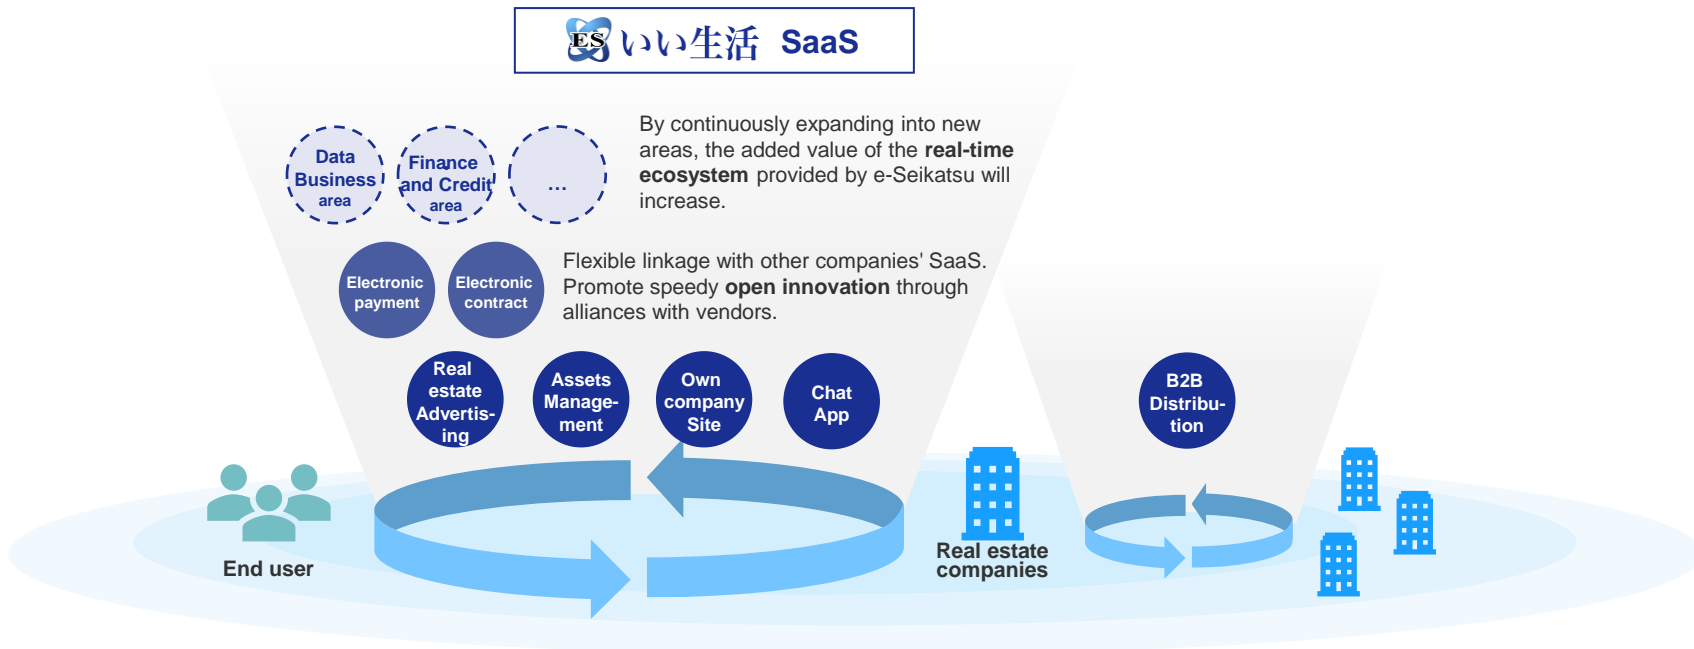 ES いい生活 SaaS
By continuously expanding into new
areas, the added value of the real-time
ecosystem provided by e-Seikatsu will
increase.
Data
Business
area
Finance
and Credit
area
...
Flexible linkage with other companies' SaaS.
Promote speedy open innovation through
alliances with vendors.
Electronic
payment
Electronic
contract
Real
estate
Advertis-
ing
Assets
Manage-
ment
Own
company
Site
Chat
App
B2B
Distribu-
tion
End user
Real estate
companies